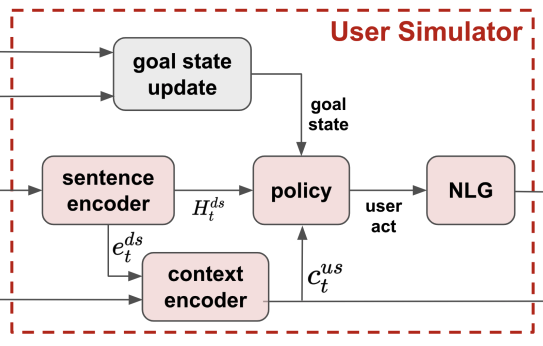 User Simulator
goal state
update
goal
state
sentence
encoder
H_t^{ds}
policy
user
act
NLG
e_t^{ds}
context
encoder
c_t^{us}